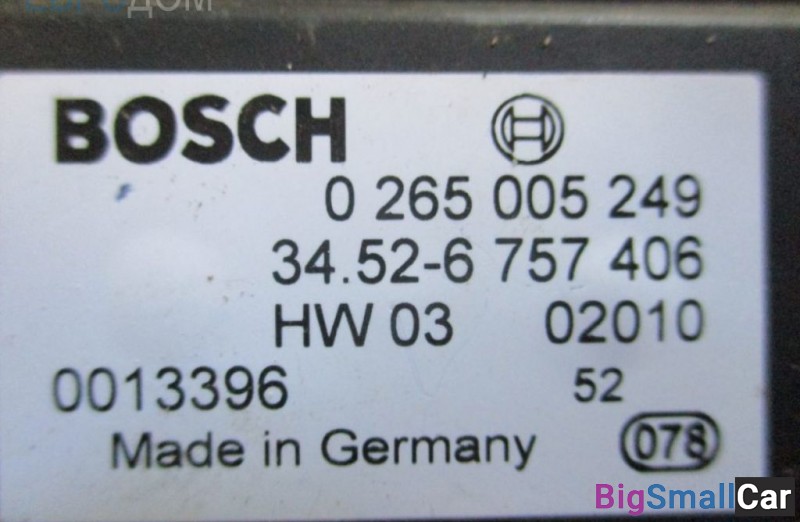 BOSCH
0 265 005 249
34.52-6 757 406
HW 03 02010
0013396 52
Made in Germany 078
BigSmallCar